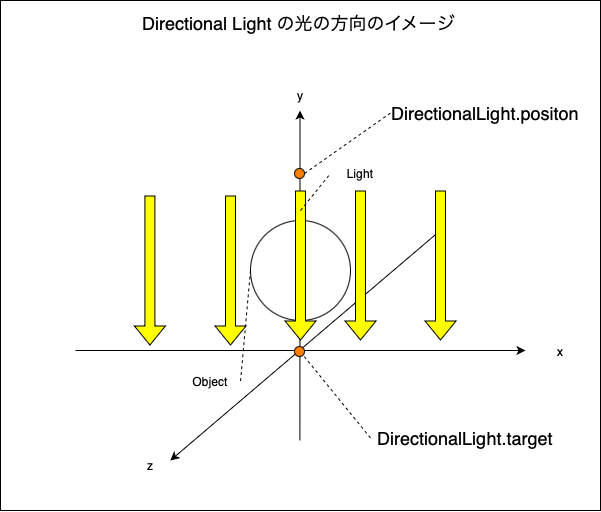 Directional Light の光の方向のイメージ
y
DirectionalLight.positon
Light
x
Object
DirectionalLight.target
z